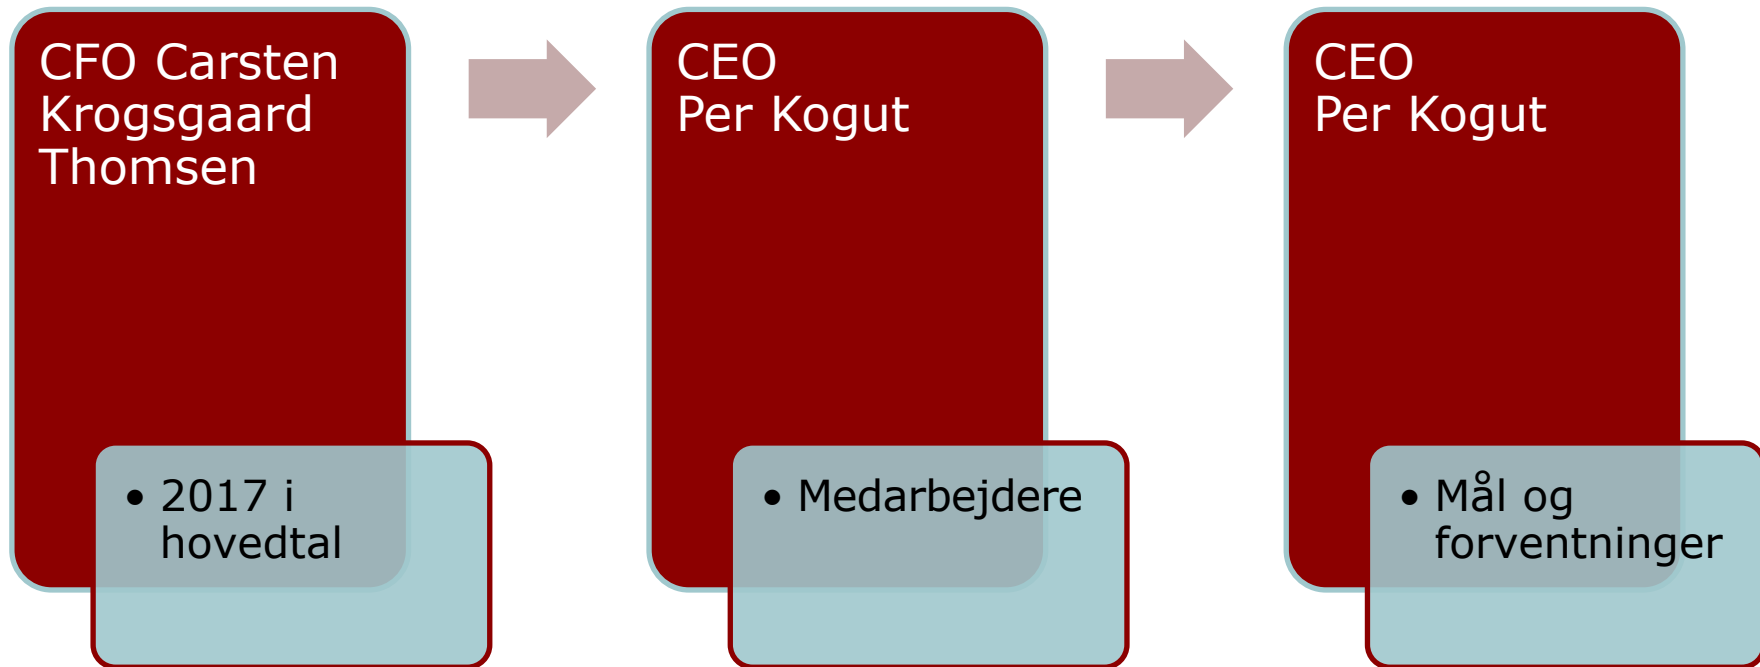 CFO Carsten
Krogsgaard
Thomsen
• 2017 i
hovedtal
CEO
Per Kogut
• Medarbejdere
CEO
Per Kogut
• Mål og
forventninger